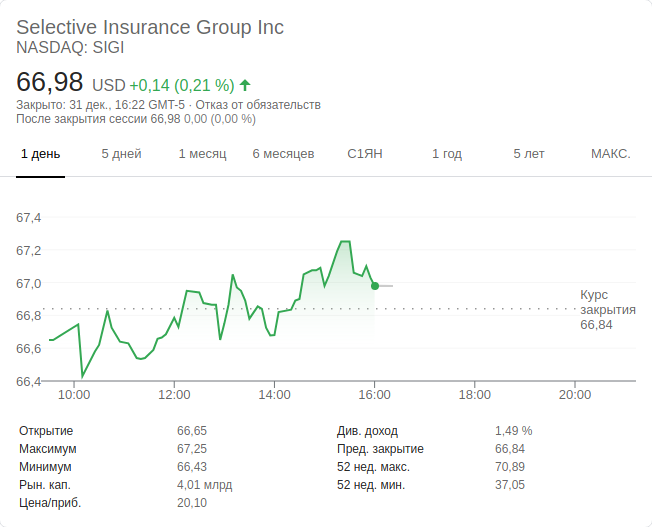 Selective Insurance Group Inc
NASDAQ: SIGI
66,98 USD +0,14 (0,21 %)
Закрыто: 31 дек., 16:22 GMT-5 · Отказ от обязательств
После закрытия сессии 66,98 0,00 (0,00 %)
1 день 5 дней 1 месяц 6 месяцев С1ЯН 1 год 5 лет МАКС.
67,4
67,2
67,0
66,8
66,6
66,4
Курс
закрытия
66,84
10:00 12:00 14:00 16:00 18:00 20:00
Открытие 66,65 Див. доход 1,49 %
Максимум 67,25 Пред. закрытие 66,84
Минимум 66,43 52 нед. макс. 70,89
Рын. кап. 4,01 млрд 52 нед. мин. 37,05
Цена/приб. 20,10